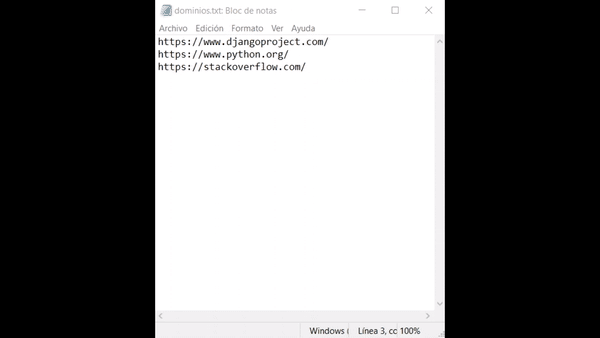 dominios.txt: Bloc de notas
Archivo Edición Formato Ver Ayuda
https://www.djangoproject.com/
https://www.python.org/
https://stackoverflow.com/
Windows ( Línea 3, cc 100%